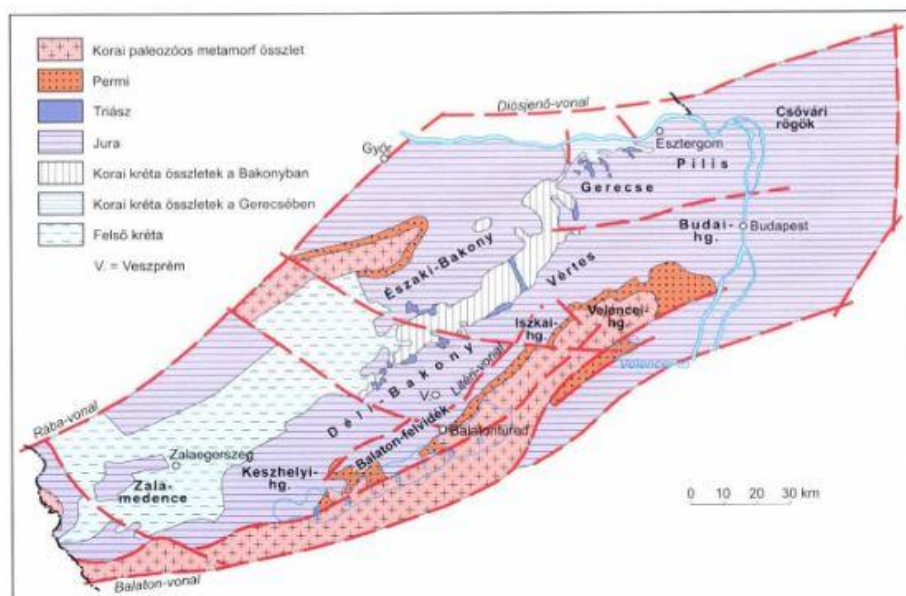 Korai paleozóos metamorf összlet
Permi
Triász
Jura
Korai kréta összletek a Bakonyban
Korai kréta összletek a Gerecsében
Felső kréta
V. = Veszprém
Diósjenő-vonal
Csővári
rögök
Győr
Esztergom
Pilis
Gerecse
Budai-
hg.
Budapest
Északi-Bakony
Vértes
Velencei-
hg.
Iszkai-
hg.
Velence
Litéri-vonal
Déli-Bakony
V.
Rába-vonal
Balaton-felvidék
Balatonfüred
Zalaegerszeg
Keszhelyi-
hg.
Zala-
medence
0 10 20 30 km
Balaton-vonal